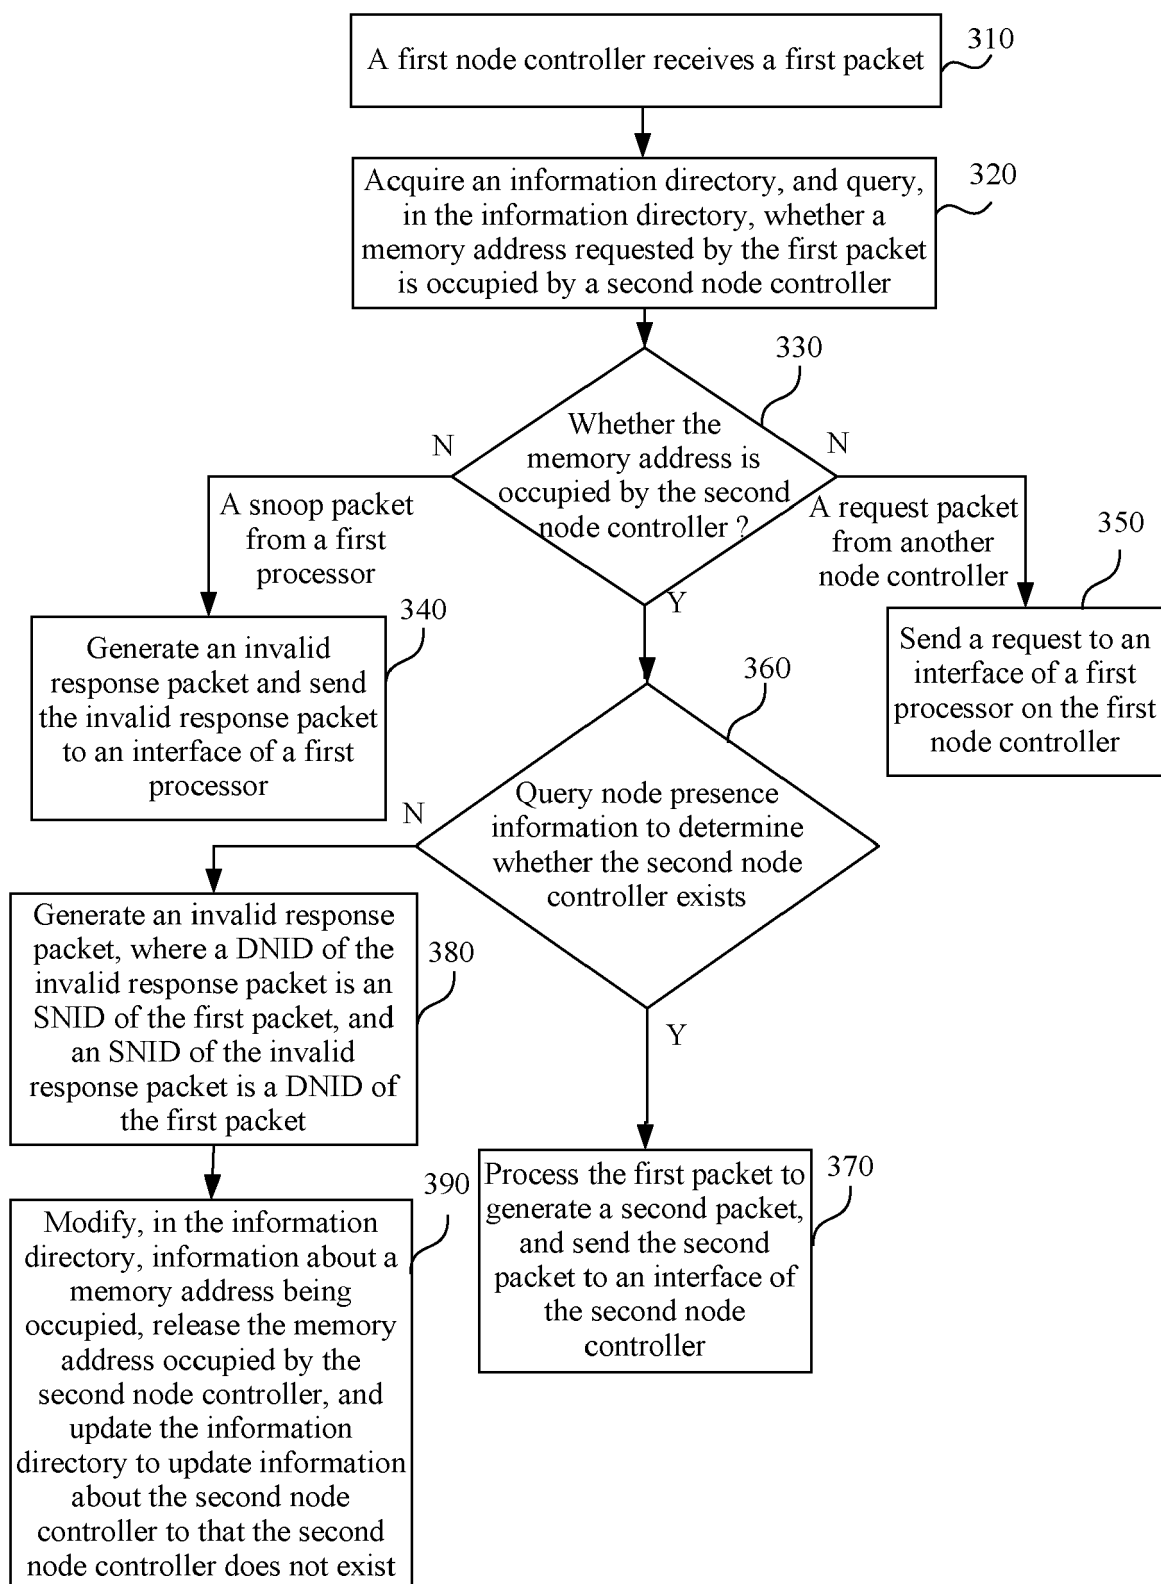 A first node controller receives a first packet
310
Acquire an information directory, and query,
in the information directory, whether a
memory address requested by the first packet
is occupied by a second node controller
320
330
Whether the
memory address is
occupied by the second
node controller ?
N
N
A snoop packet
from a first
processor
A request packet
from another
node controller
Y
340
Generate an invalid
response packet and send
the invalid response packet
to an interface of a first
processor
350
Send a request to an
interface of a first
processor on the first
node controller
360
Query node presence
information to determine
whether the second node
controller exists
N
Y
380
Generate an invalid response
packet, where a DNID of the
invalid response packet is an
SNID of the first packet, and
an SNID of the invalid
response packet is a DNID of
the first packet
370
Process the first packet to
generate a second packet,
and send the second
packet to an interface of
the second node
controller
390
Modify, in the information
directory, information about a
memory address being
occupied, release the memory
address occupied by the
second node controller, and
update the information
directory to update information
about the second node
controller to that the second
node controller does not exist